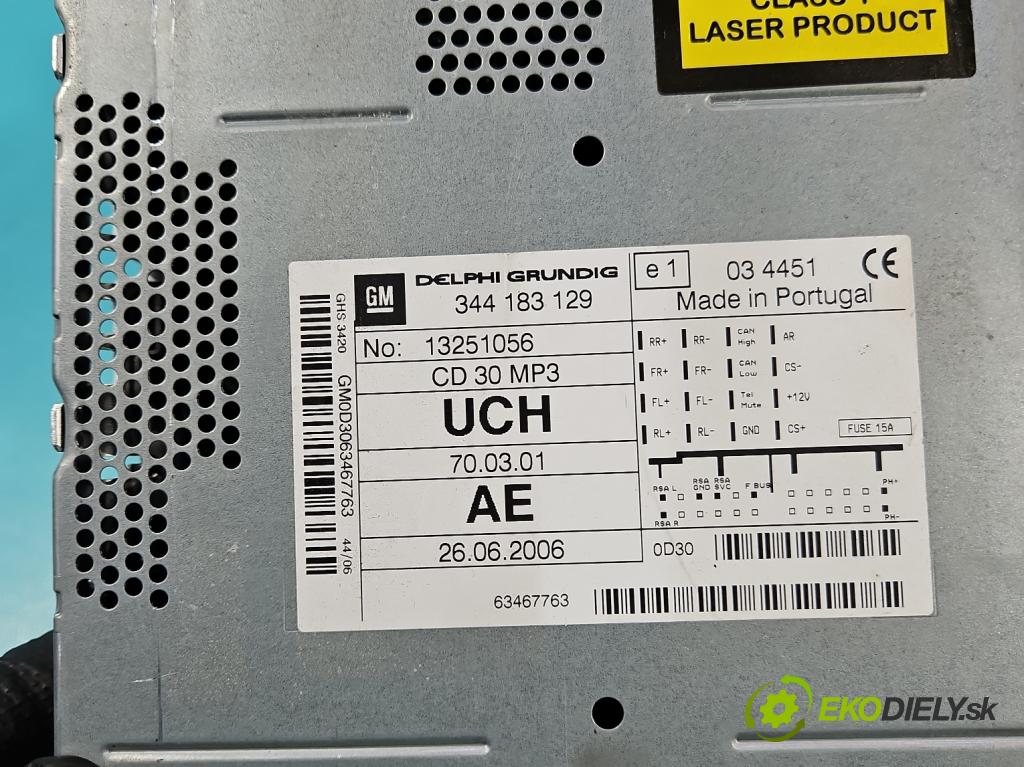 LASER PRODUCT
GM
DELPHI GRUNDIG
344 183 129
e 1
03 4451
CE
Made in Portugal
No: 13251056
CD 30 MP3
UCH
70.03.01
AE
26.06.2006
GHS 3420
GM0D3063467763
44/06
RR+ RR- CAN High AR
FR+ FR- CAN Low CS-
FL+ FL- Tel Mute +12V
RL+ RL- GND CS+
FUSE 15A
RSA L RSA GND RSA SVC F BUS PH+
RSA R PH-
0D30
63467763
EKODIELY.sk